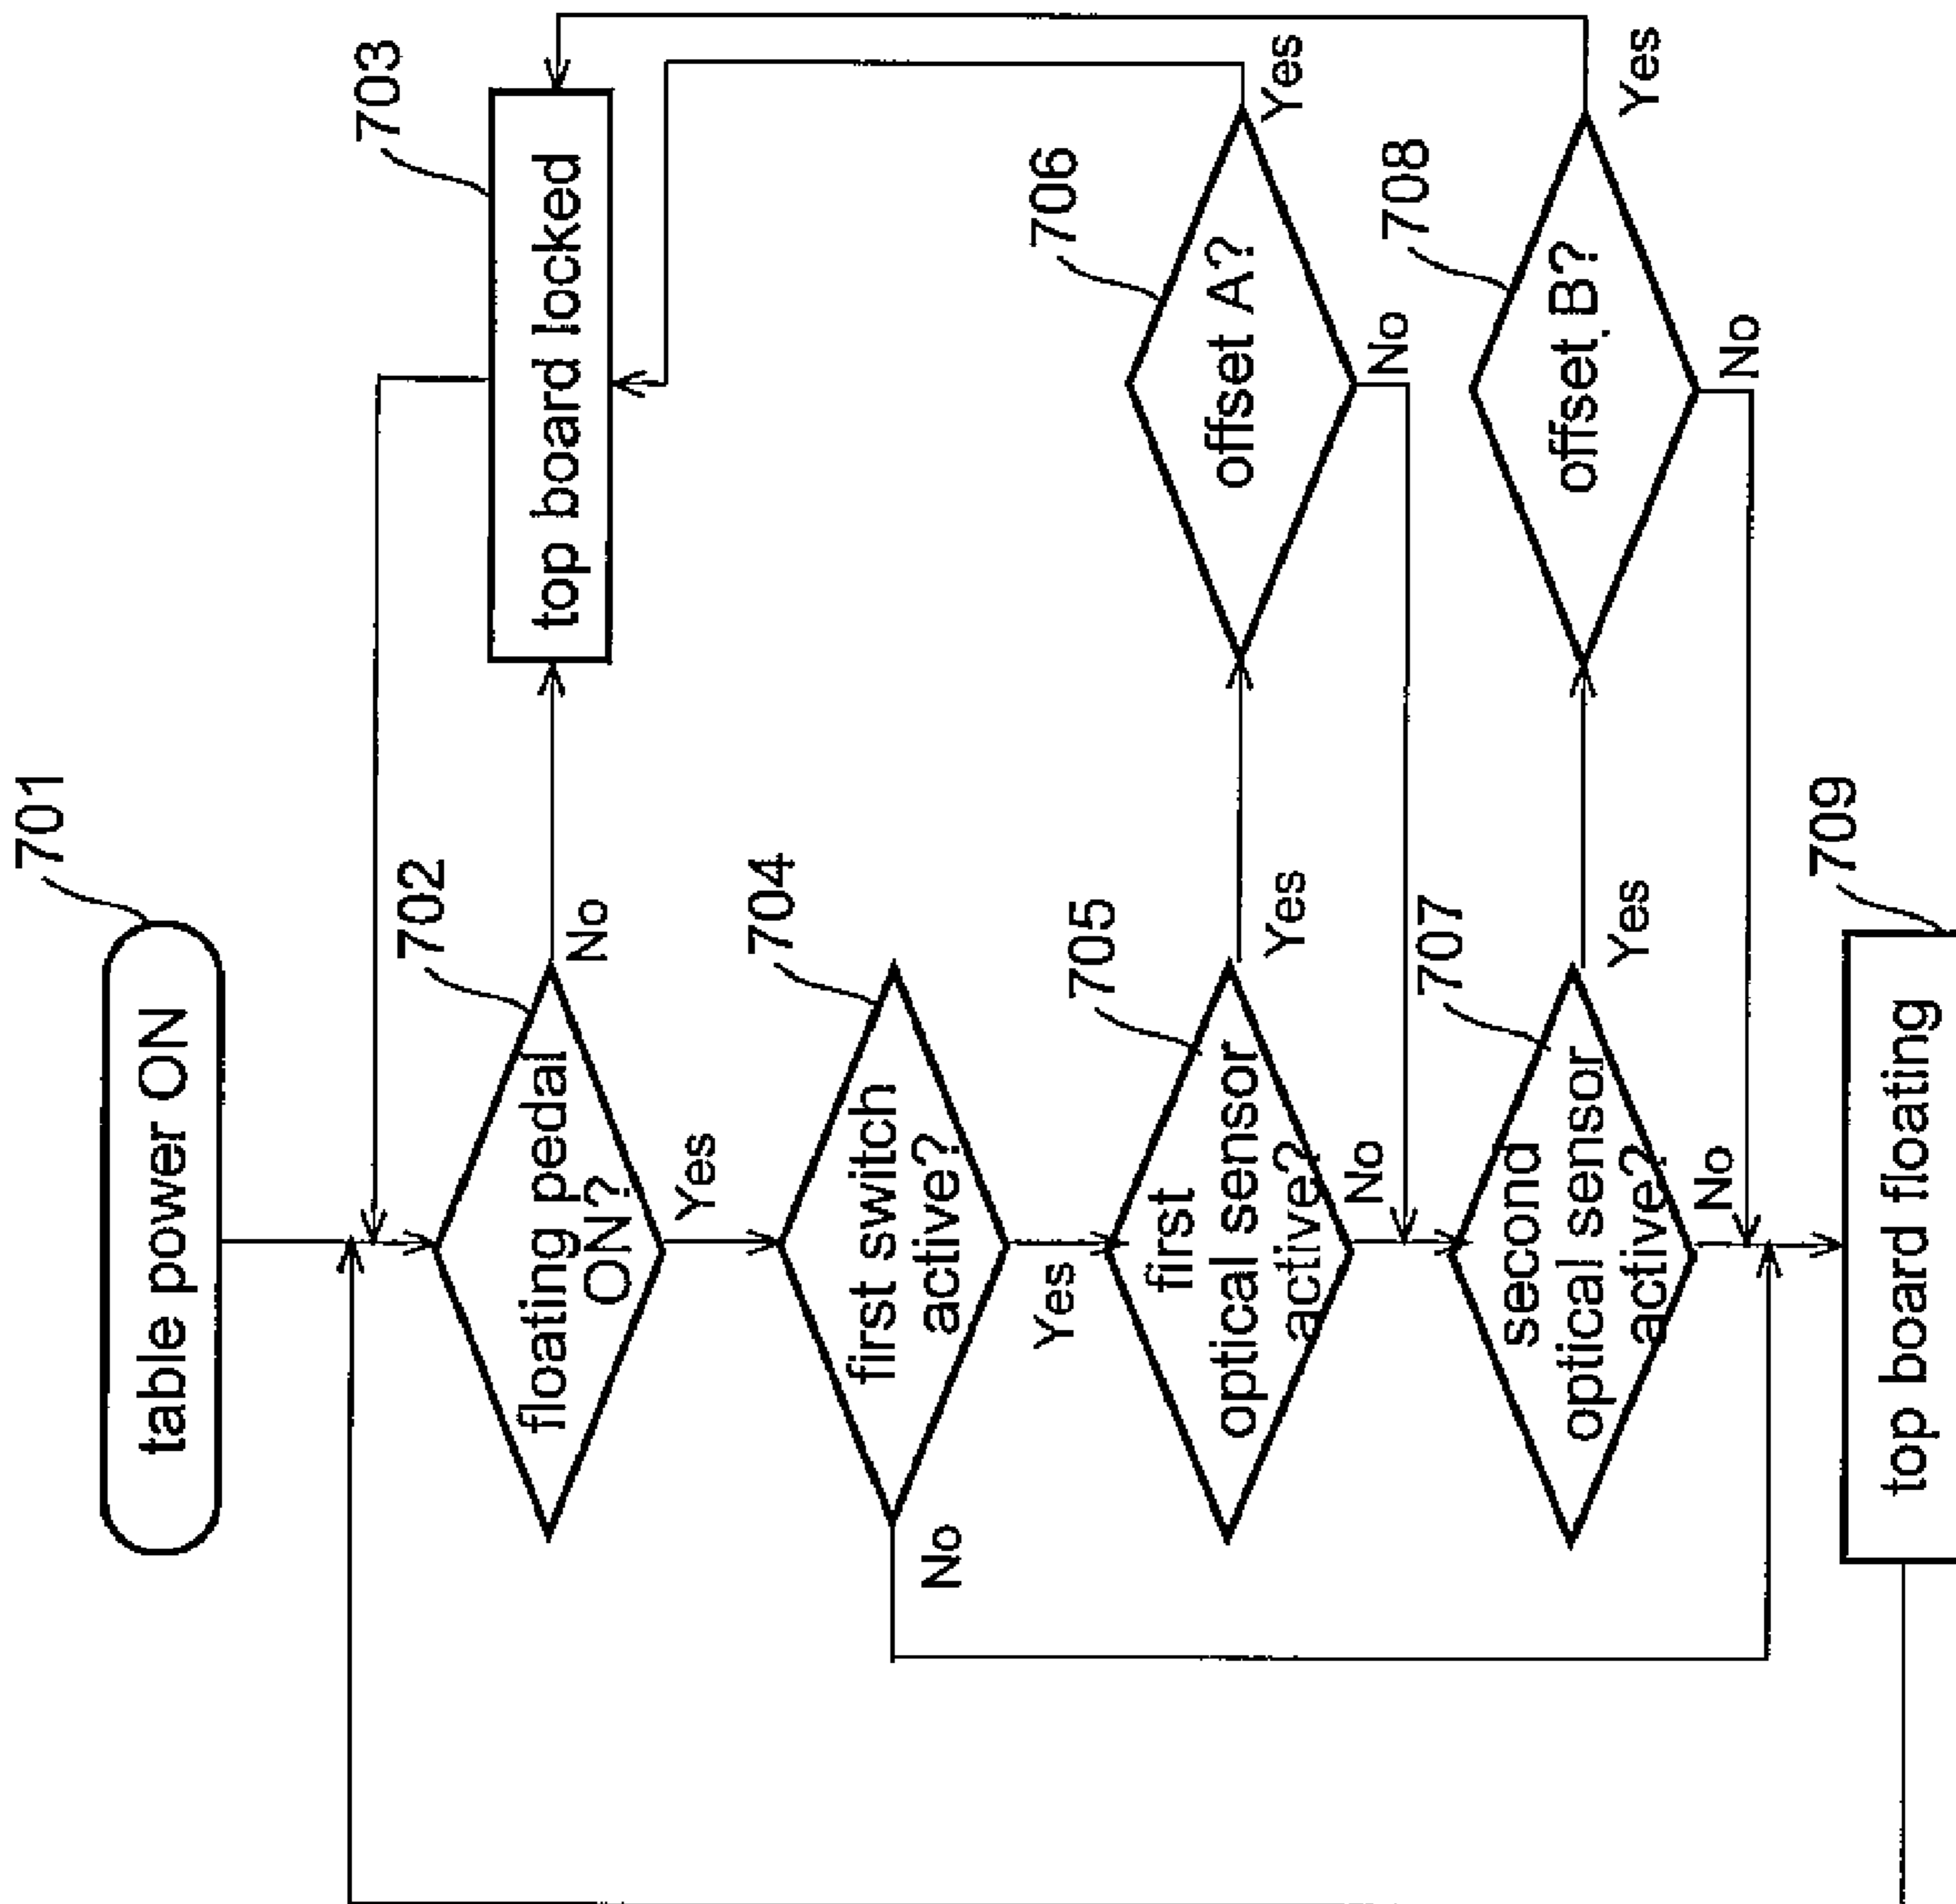 701
table power ON
702
floating pedal
ON?
No
Yes
703
top board locked
704
first switch
active?
No
Yes
705
first
optical sensor
active?
Yes
No
706
offset A?
Yes
No
707
second
optical sensor
active?
Yes
No
708
offset B?
Yes
No
709
top board floating